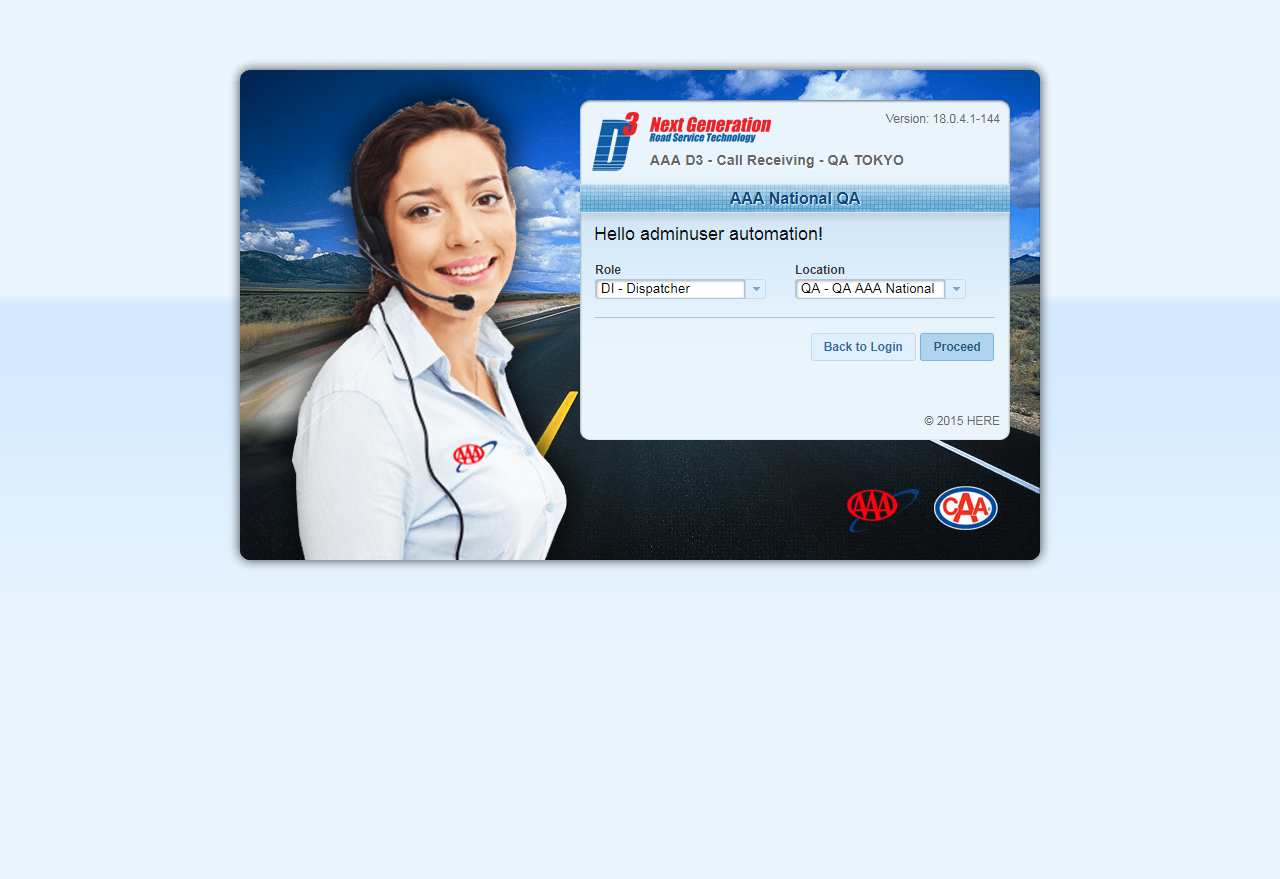 D3
Next Generation
Road Service Technology
Version: 18.0.4.1-144
AAA D3 - Call Receiving - QA TOKYO
AAA National QA
Hello adminuser automation!
Role
Location
DI - Dispatcher
QA - QA AAA National
Back to Login
Proceed
© 2015 HERE
AAA
AAA
CAA